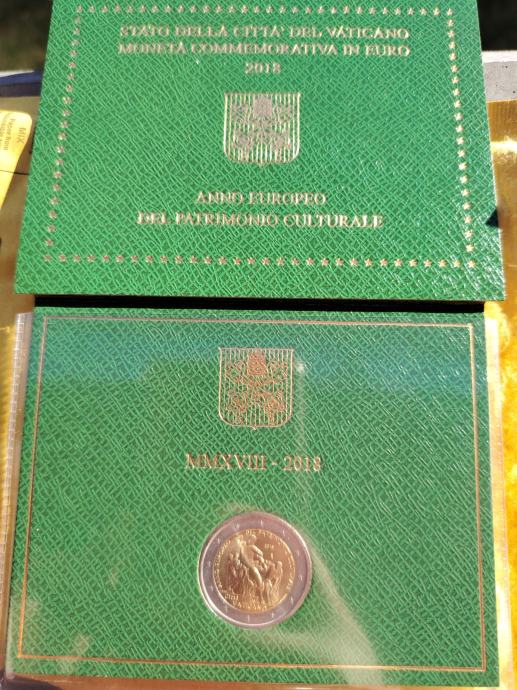 STATO DELLA CITTA' DEL VATICANO
MONETA COMMEMORATIVA IN EURO
2018
ANNO EUROPEO
DEL PATRIMONIO CULTURALE
MMXVIII - 2018